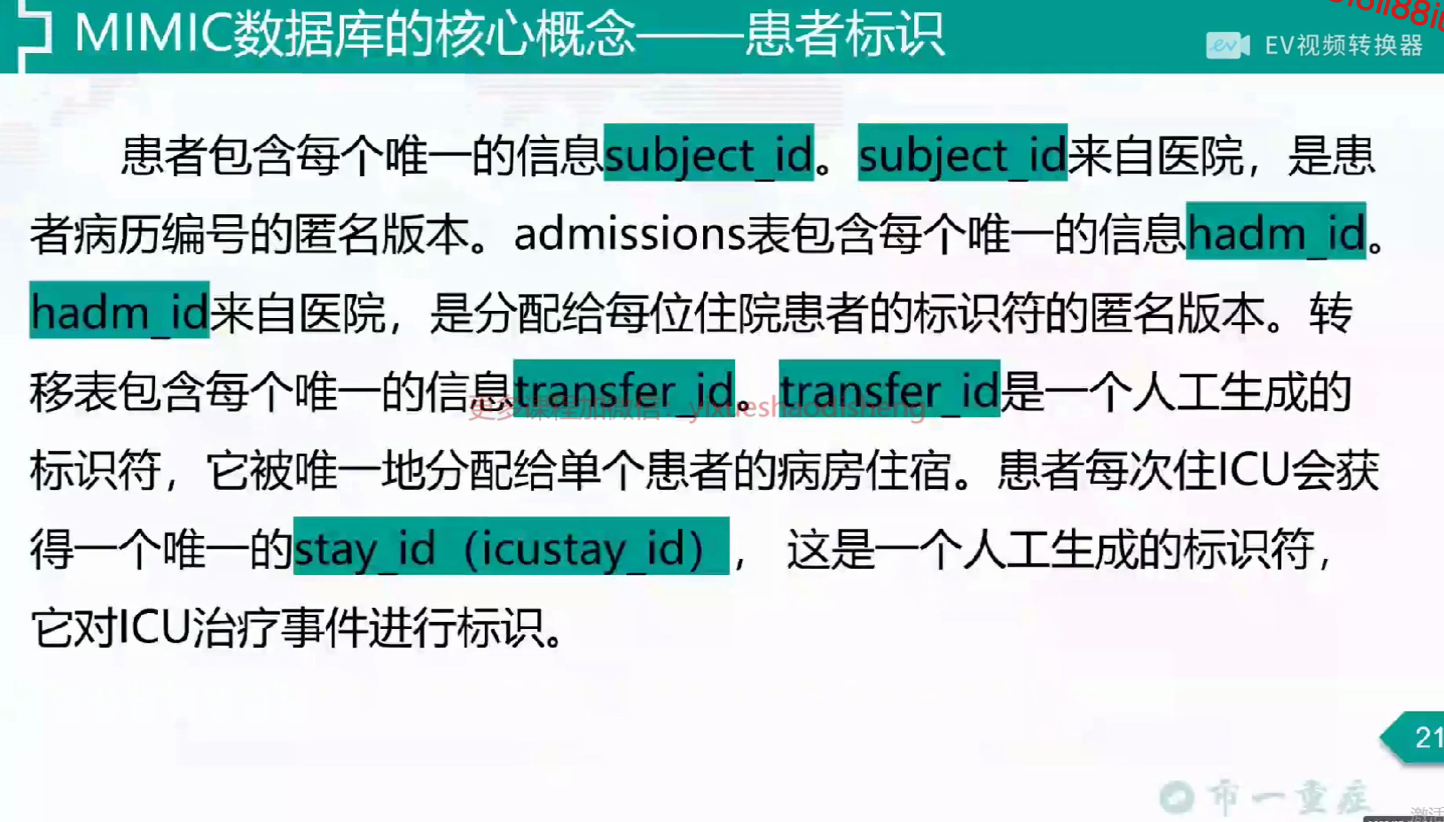 MIMIC数据库的核心概念——患者标识
EV视频转换器
患者包含每个唯一的信息subject_id。subject_id来自医院，是患
者病历编号的匿名版本。admissions表包含每个唯一的信息hadm_id。
hadm_id来自医院，是分配给每位住院患者的标识符的匿名版本。转
移表包含每个唯一的信息transfer_id。transfer_id是一个人工生成的
更多课程加微信：yixueshaodisheng
标识符，它被唯一地分配给单个患者的病房住宿。患者每次住ICU会获
得一个唯一的stay_id（icustay_id）， 这是一个人工生成的标识符，
它对ICU治疗事件进行标识。
21
市一重症
激活